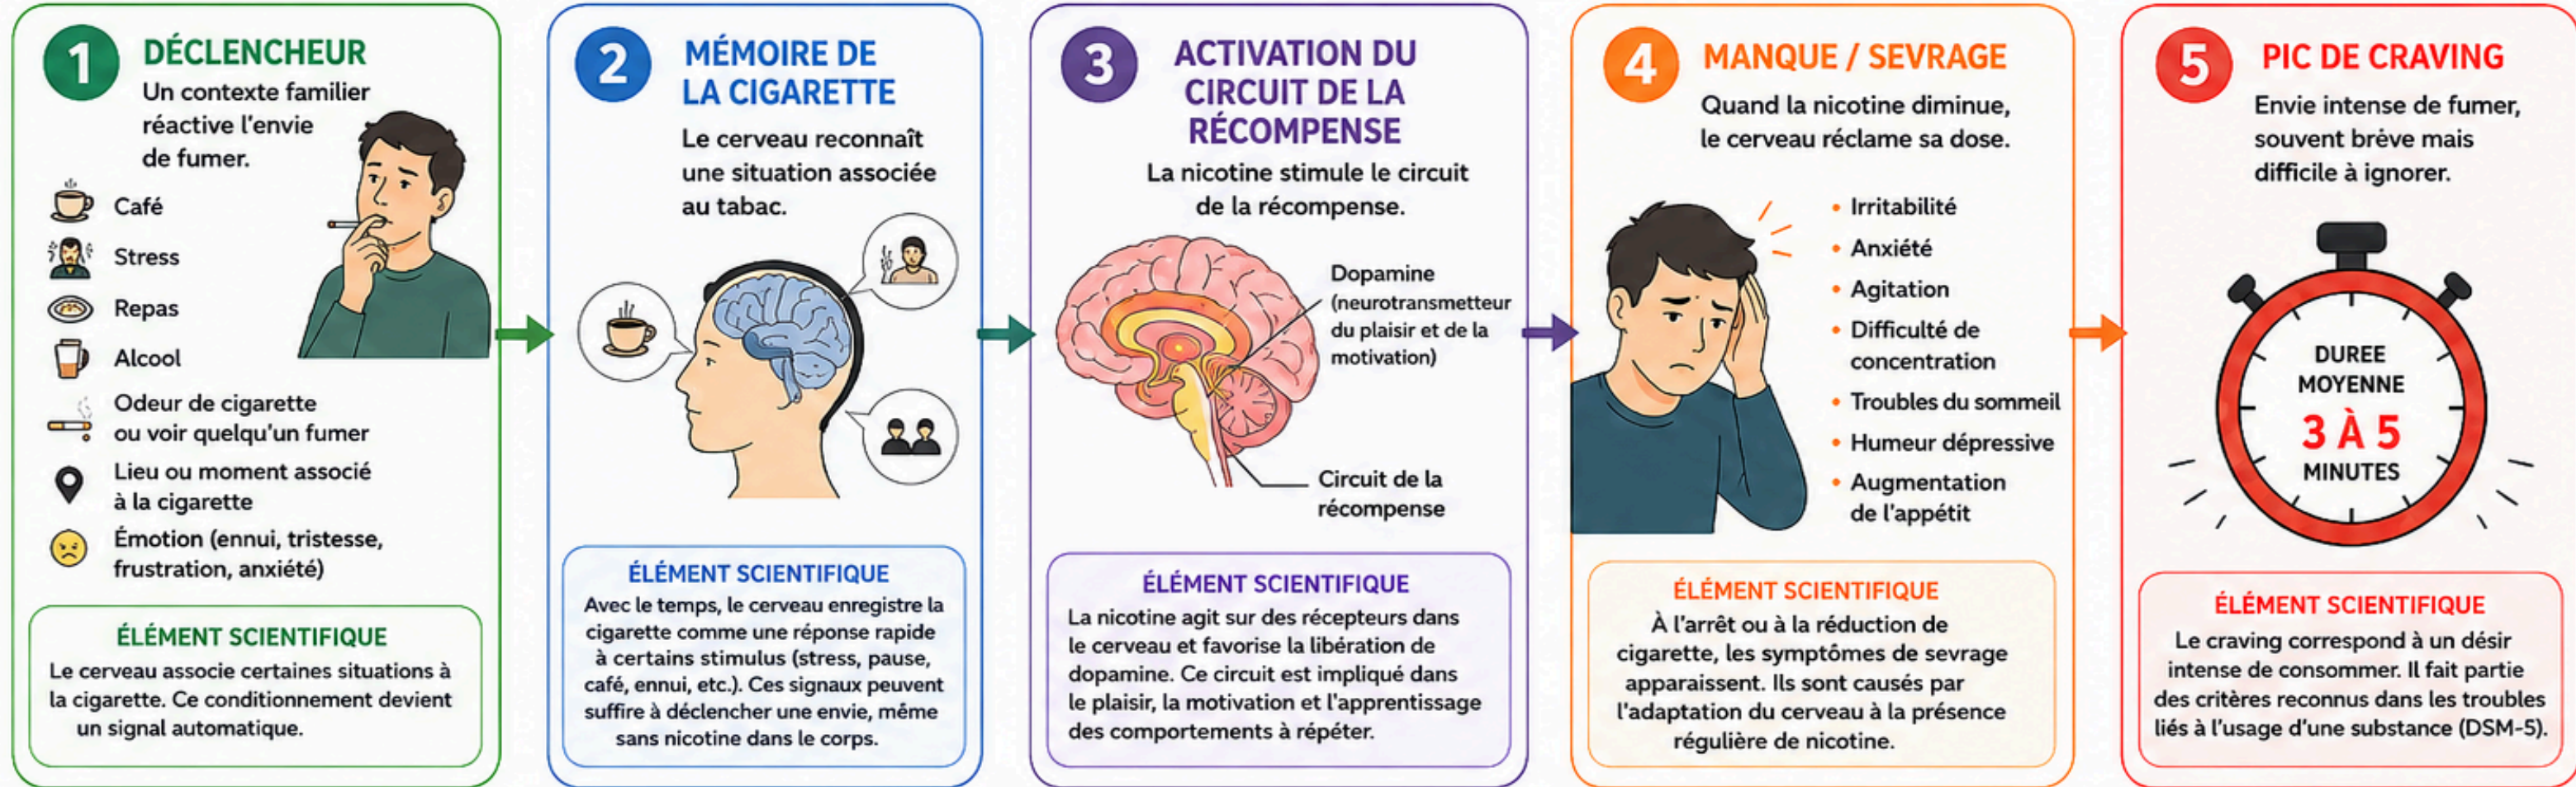 1
DÉCLENCHEUR
Un contexte familier
réactive l'envie
de fumer.
Café
Stress
Repas
Alcool
Odeur de cigarette
ou voir quelqu'un fumer
Lieu ou moment associé
à la cigarette
Émotion (ennui, tristesse,
frustration, anxiété)
ÉLÉMENT SCIENTIFIQUE
Le cerveau associe certaines situations à
la cigarette. Ce conditionnement devient
un signal automatique.
2
MÉMOIRE DE
LA CIGARETTE
Le cerveau reconnaît
une situation associée
au tabac.
ÉLÉMENT SCIENTIFIQUE
Avec le temps, le cerveau enregistre la
cigarette comme une réponse rapide
à certains stimulus (stress, pause,
café, ennui, etc.). Ces signaux peuvent
suffire à déclencher une envie, même
sans nicotine dans le corps.
3
ACTIVATION DU
CIRCUIT DE LA
RÉCOMPENSE
La nicotine stimule le circuit
de la récompense.
Dopamine
(neurotransmetteur
du plaisir et de la
motivation)
Circuit de la
récompense
ÉLÉMENT SCIENTIFIQUE
La nicotine agit sur des récepteurs dans
le cerveau et favorise la libération de
dopamine. Ce circuit est impliqué dans
le plaisir, la motivation et l'apprentissage
des comportements à répéter.
4
MANQUE / SEVRAGE
Quand la nicotine diminue,
le cerveau réclame sa dose.
• Irritabilité
• Anxiété
• Agitation
• Difficulté de
concentration
• Troubles du sommeil
• Humeur dépressive
• Augmentation
de l'appétit
ÉLÉMENT SCIENTIFIQUE
À l'arrêt ou à la réduction de
cigarette, les symptômes de sevrage
apparaissent. Ils sont causés par
l'adaptation du cerveau à la présence
régulière de nicotine.
5
PIC DE CRAVING
Envie intense de fumer,
souvent brève mais
difficile à ignorer.
DUREE
MOYENNE
3 À 5
MINUTES
ÉLÉMENT SCIENTIFIQUE
Le craving correspond à un désir
intense de consommer. Il fait partie
des critères reconnus dans les troubles
liés à l'usage d'une substance (DSM-5).